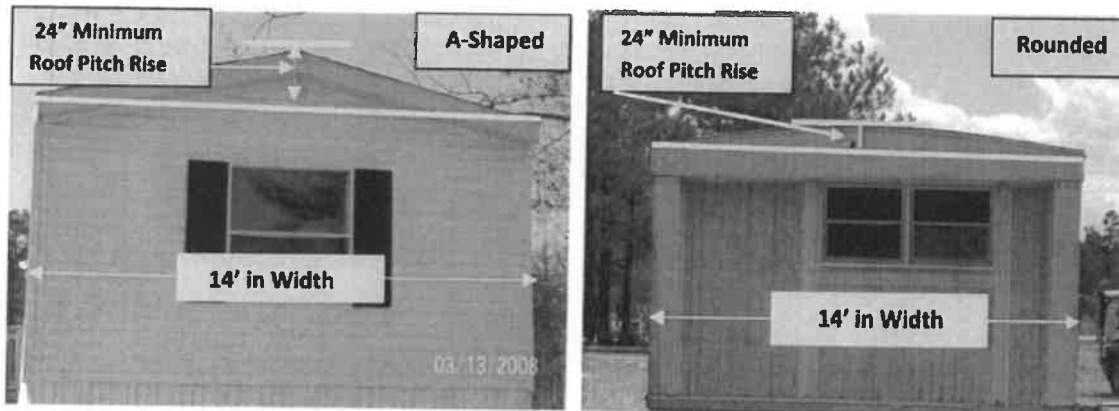 24" Minimum
Roof Pitch Rise
A-Shaped
14' in Width
03/13/2008
24" Minimum
Roof Pitch Rise
Rounded
14' in Width